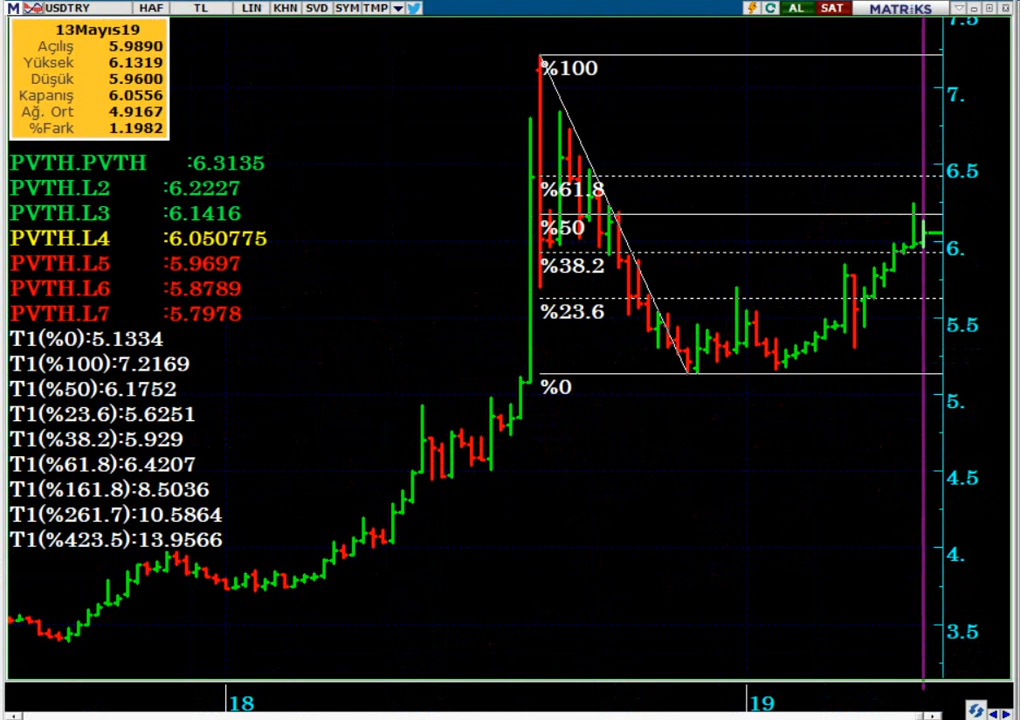 M USDTRY HAF TL LIN KHN SVD SYM TMP AL SAT MATRİKS
13Mayıs19
Açılış 5.9890
Yüksek 6.1319
Düşük 5.9600
Kapanış 6.0556
Ağ. Ort 4.9167
%Fark 1.1982
PVTH.PVTH :6.3135
PVTH.L2 :6.2227
PVTH.L3 :6.1416
PVTH.L4 :6.050775
PVTH.L5 :5.9697
PVTH.L6 :5.8789
PVTH.L7 :5.7978
T1(%0):5.1334
T1(%100):7.2169
T1(%50):6.1752
T1(%23.6):5.6251
T1(%38.2):5.929
T1(%61.8):6.4207
T1(%161.8):8.5036
T1(%261.7):10.5864
T1(%423.5):13.9566
%100
%61.8
%50
%38.2
%23.6
%0
7.5
7.
6.5
6.
5.5
5.
4.5
4.
3.5
18
19